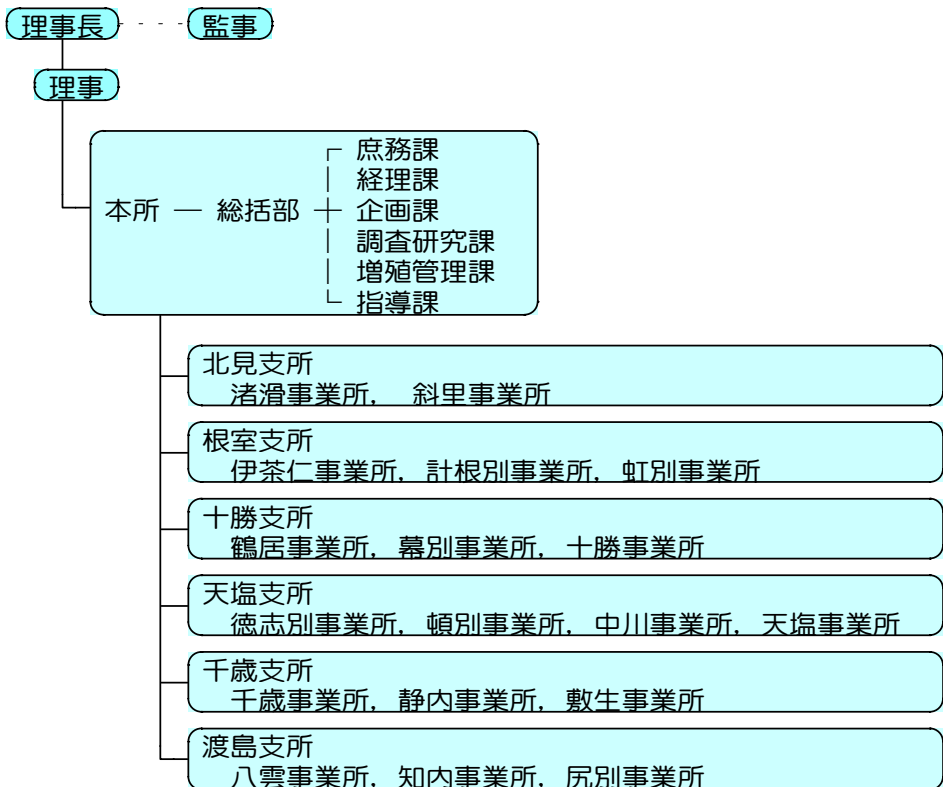 理事長 監事
理事
庶務課
経理課
本所 ― 総括部 企画課
調査研究課
増殖管理課
指導課
北見支所
渚滑事業所, 斜里事業所
根室支所
伊茶仁事業所, 計根別事業所, 虹別事業所
十勝支所
鶴居事業所, 幕別事業所, 十勝事業所
天塩支所
徳志別事業所, 頓別事業所, 中川事業所, 天塩事業所
千歳支所
千歳事業所, 静内事業所, 敷生事業所
渡島支所
八雲事業所, 知内事業所, 尻別事業所